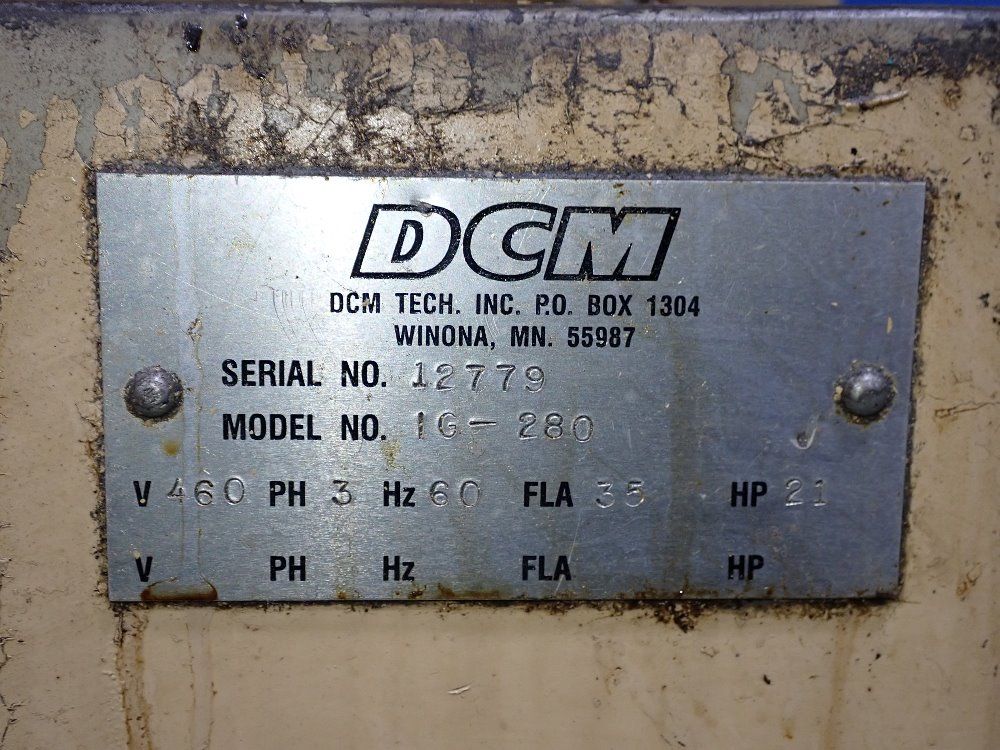 DCM
DCM TECH. INC. P.O. BOX 1304
WINONA, MN. 55987
SERIAL NO. 12779
MODEL NO. IG-280
V 460 PH 3 Hz 60 FLA 35 HP 21
V PH Hz FLA HP